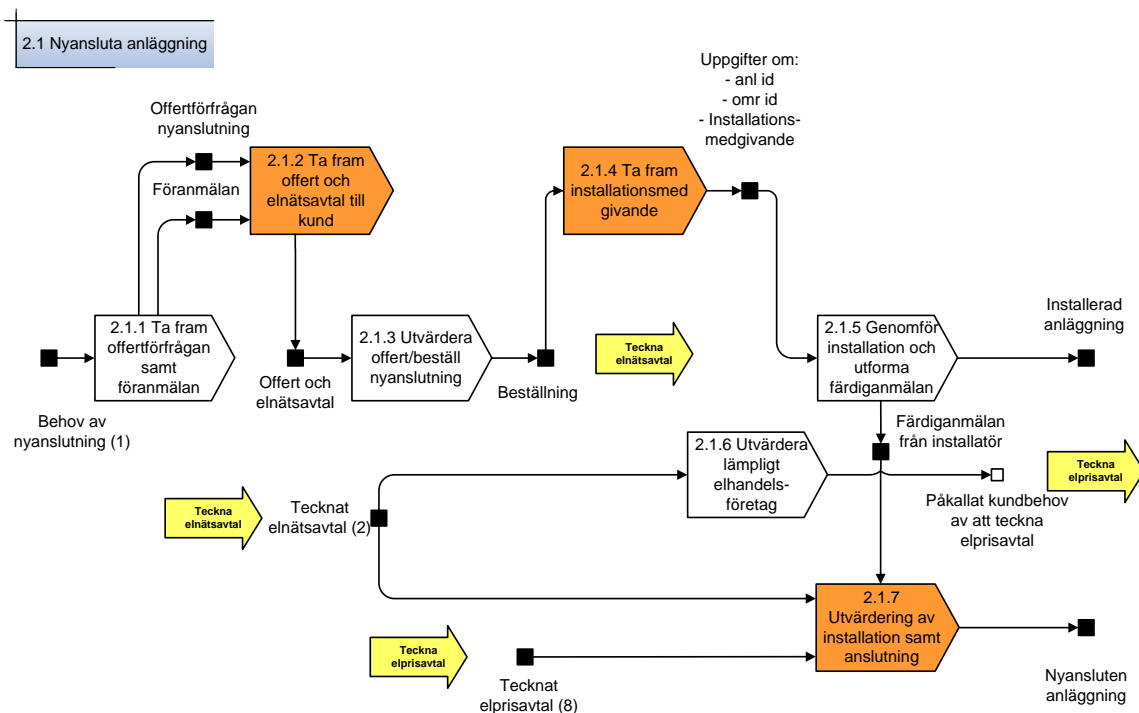 2.1 Nyansluta anläggning
Offertförfrågan
nyanslutning
Föranmälan
2.1.2 Ta fram
offert och
elnätsavtal till
kund
Uppgifter om:
- anl id
- omr id
- Installations-
medgivande
2.1.4 Ta fram
installationsmed
givande
2.1.1 Ta fram
offertförfrågan
samt
föranmälan
Behov av
nyanslutning (1)
Offert och
elnätsavtal
2.1.3 Utvärdera
offert/beställ
nyanslutning
Beställning
Teckna
elnätsavtal
2.1.5 Genomför
installation och
utforma
färdiganmälan
Installerad
anläggning
Färdiganmälan
från installatör
2.1.6 Utvärdera
lämpligt
elhandels-
företag
Teckna
elprisavtal
Påkallat kundbehov
av att teckna
elprisavtal
Teckna
elnätsavtal
Tecknat
elnätsavtal (2)
2.1.7
Utvärdering av
installation samt
anslutning
Teckna
elprisavtal
Tecknat
elprisavtal (8)
Nyansluten
anläggning